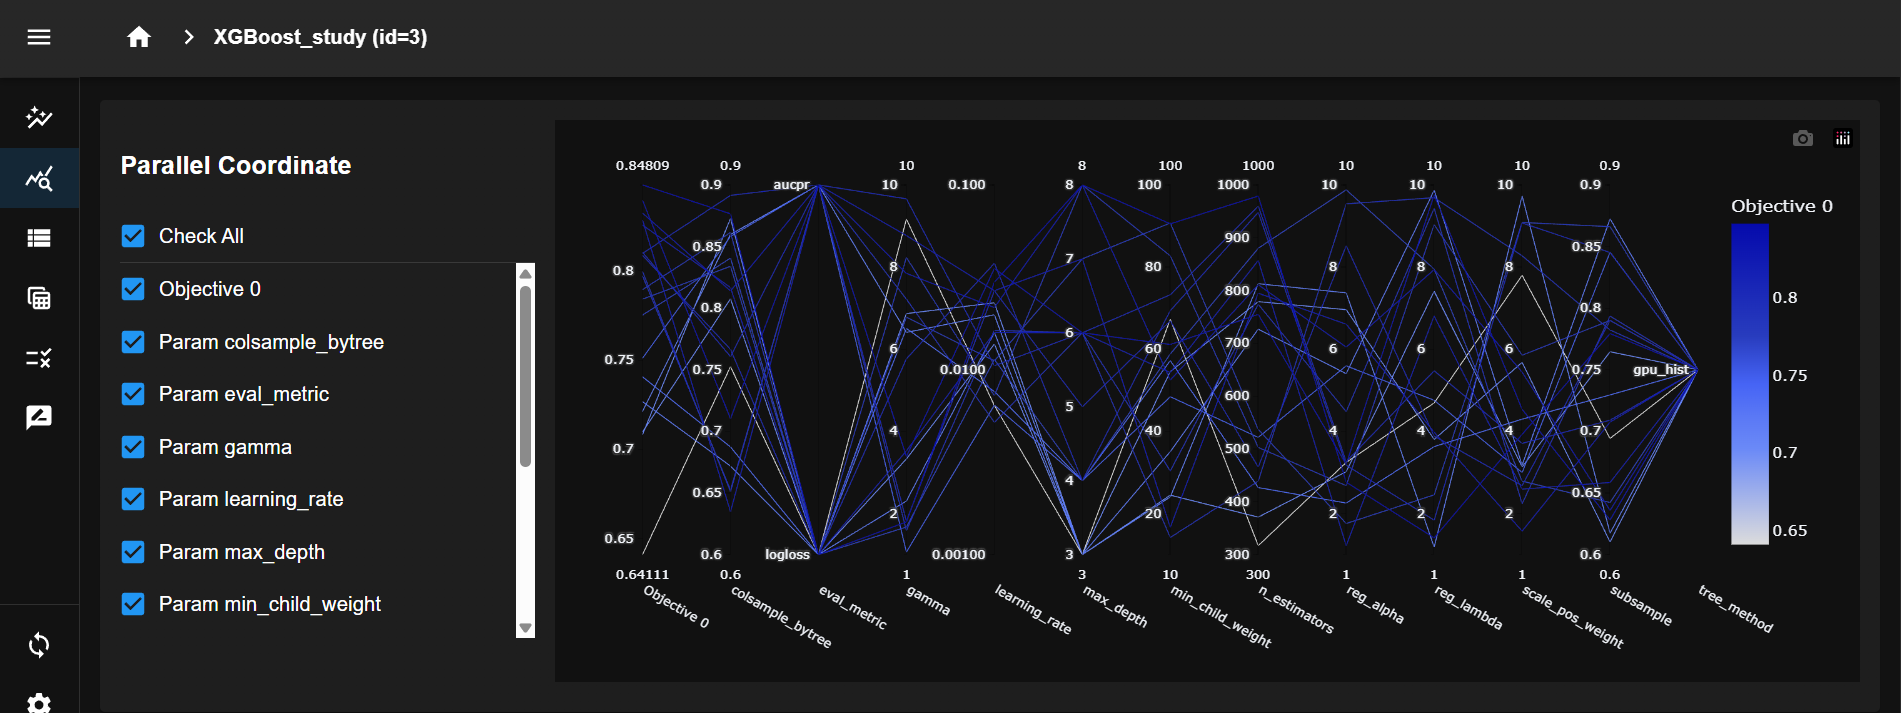 XGBoost_study (id=3)
Parallel Coordinate
Check All
Objective 0
Param colsample_bytree
Param eval_metric
Param gamma
Param learning_rate
Param max_depth
Param min_child_weight
0.84809 0.9 10 8 100 1000 10 10 10 0.9
0.9 aucpr 10 0.100 8 100 1000 10 10 10 0.9
Objective 0
900
0.85 0.85
0.8 8 7 80 8 8 8
800 0.8
0.8 0.8
6 6 60 700 6 6 6
0.75 0.75 0.0100 0.75 gpu_hist 0.75
5 600
0.7 0.7 4 40 500 4 4 4 0.7 0.7
0.65 4 0.65
2 20 400 2 2 2
0.65 0.65
0.6 logloss 0.00100 3 300 0.6
0.64111 0.6 1 3 10 300 1 1 1 0.6
Objective 0 colsample_bytree eval_metric gamma learning_rate max_depth min_child_weight n_estimators reg_alpha reg_lambda scale_pos_weight subsample tree_method